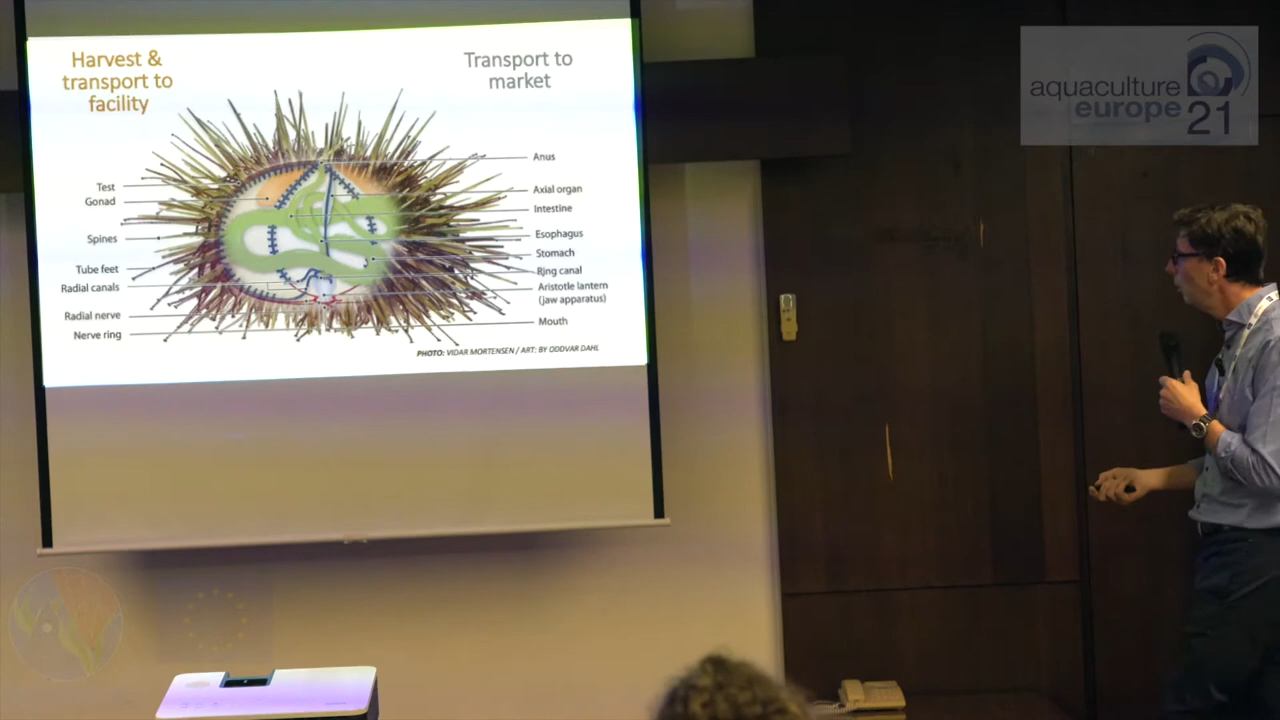 Harvest &
transport to
facility
Transport to
market
Test
Gonad
Spines
Tube feet
Radial canals
Radial nerve
Nerve ring
Anus
Axial organ
Intestine
Esophagus
Stomach
Ring canal
Aristotle lantern
(jaw apparatus)
Mouth
PHOTO: VIDAR MORTENSEN / ART: BY ODDVAR DAHL
aquaculture
europe
21